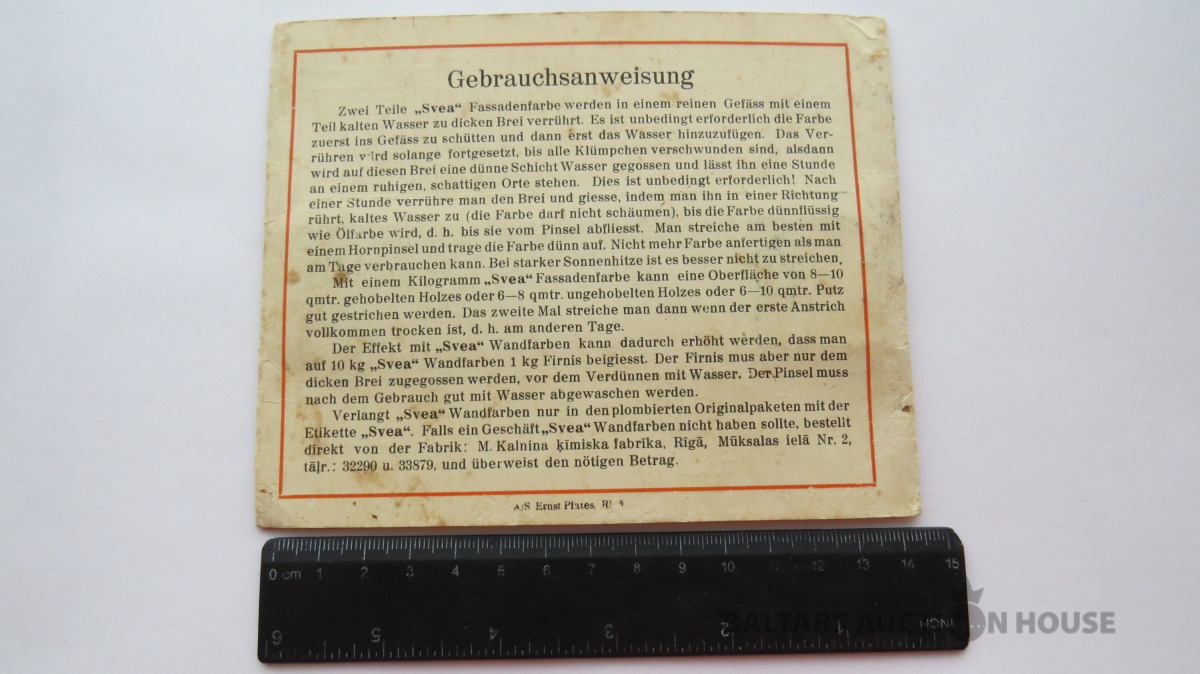 Gebrauchsanweisung
Zwei Teile „Svea“ Fassadenfarbe werden in einem reinen Gefäss mit einem
Teil kalten Wasser zu dicken Brei verrührt. Es ist unbedingt erforderlich die Farbe
zuerst ins Gefäss zu schütten und dann erst das Wasser hinzuzufügen. Das Ver-
rühren wird solange fortgesetzt, bis alle Klümpchen verschwunden sind, alsdann
wird auf diesen Brei eine dünne Schicht Wasser gegossen und lässt ihn eine Stunde
an einem ruhigen, schattigen Orte stehen. Dies ist unbedingt erforderlich! Nach
einer Stunde verrühre man den Brei und giesse, indem man ihn in einer Richtung
rührt, kaltes Wasser zu (die Farbe darf nicht schäumen), bis die Farbe dünnflüssig
wie Ölfarbe wird, d. h. bis sie vom Pinsel abfliesst. Man streiche am besten mit
einem Hornpinsel und trage die Farbe dünn auf. Nicht mehr Farbe anfertigen als man
am Tage verbrauchen kann. Bei starker Sonnenhitze ist es besser nicht zu streichen.
Mit einem Kilogramm „Svea“ Fassadenfarbe kann eine Oberfläche von 8—10
qmtr. gehobelten Holzes oder 6—8 qmtr. ungehobelten Holzes oder 6—10 qmtr. Putz
gut gestrichen werden. Das zweite Mal streiche man dann wenn der erste Anstrich
vollkommen trocken ist, d. h. am anderen Tage.
Der Effekt mit „Svea“ Wandfarben kann dadurch erhöht werden, dass man
auf 10 kg „Svea“ Wandfarben 1 kg Firnis beigiesst. Der Firnis mus aber nur dem
dicken Brei zugegossen werden, vor dem Verdünnen mit Wasser. Der Pinsel muss
nach dem Gebrauch gut mit Wasser abgewaschen werden.
Verlangt „Svea“ Wandfarben nur in den plombierten Originalpaketen mit der
Etikette „Svea“. Falls ein Geschäft „Svea“ Wandfarben nicht haben sollte, bestellt
direkt von der Fabrik: M. Kalnina ķīmiska fabrika, Rīgā, Mūksalas ielā Nr. 2,
tāļr.: 32290 u. 33879, und überweist den nötigen Betrag.
A/S Ernst Plates,
0 cm 1 2 3 4 5 6 7 8 9 10 11 12 13 14 15
6 5 4 3 2 1 INCH
BALTARS AUCTION HOUSE